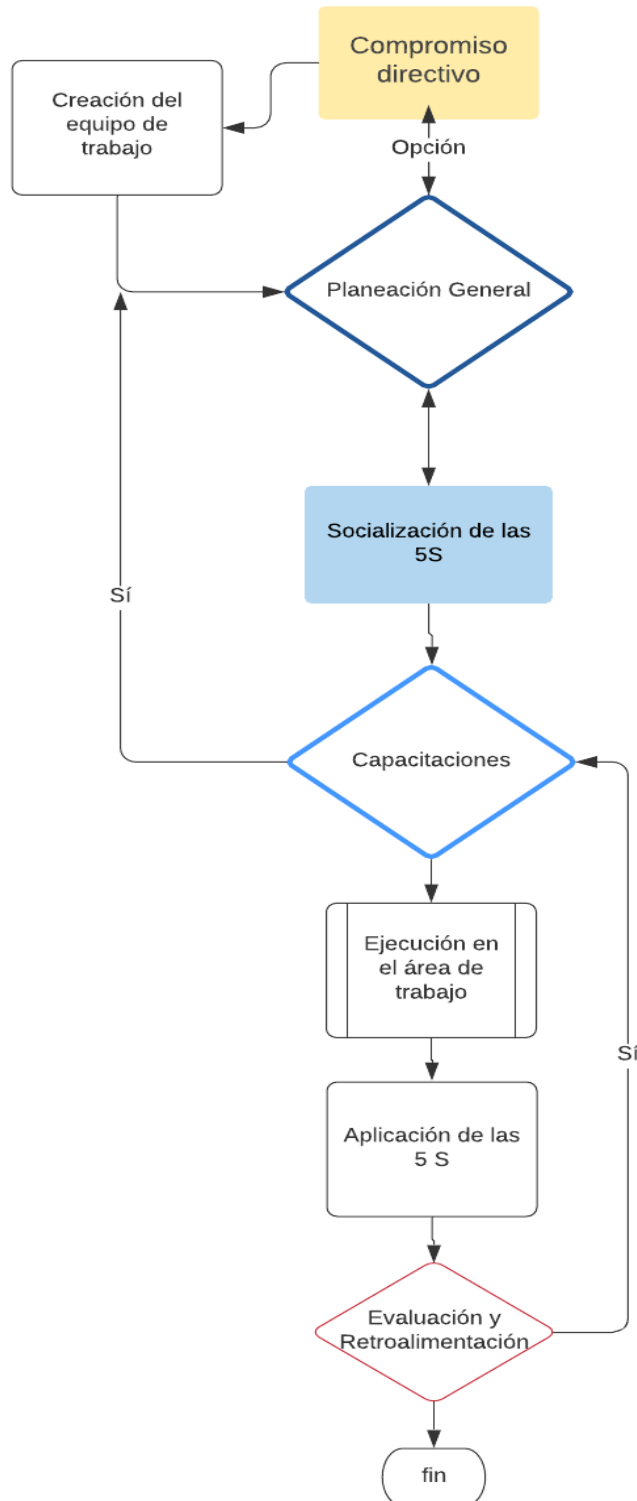 Compromiso
directivo
Creación del
equipo de
trabajo
Opción
Planeación General
Socialización de las
5S
Sí
Capacitaciones
Ejecución en
el área de
trabajo
Sí
Aplicación de las
5 S
Evaluación y
Retroalimentación
fin